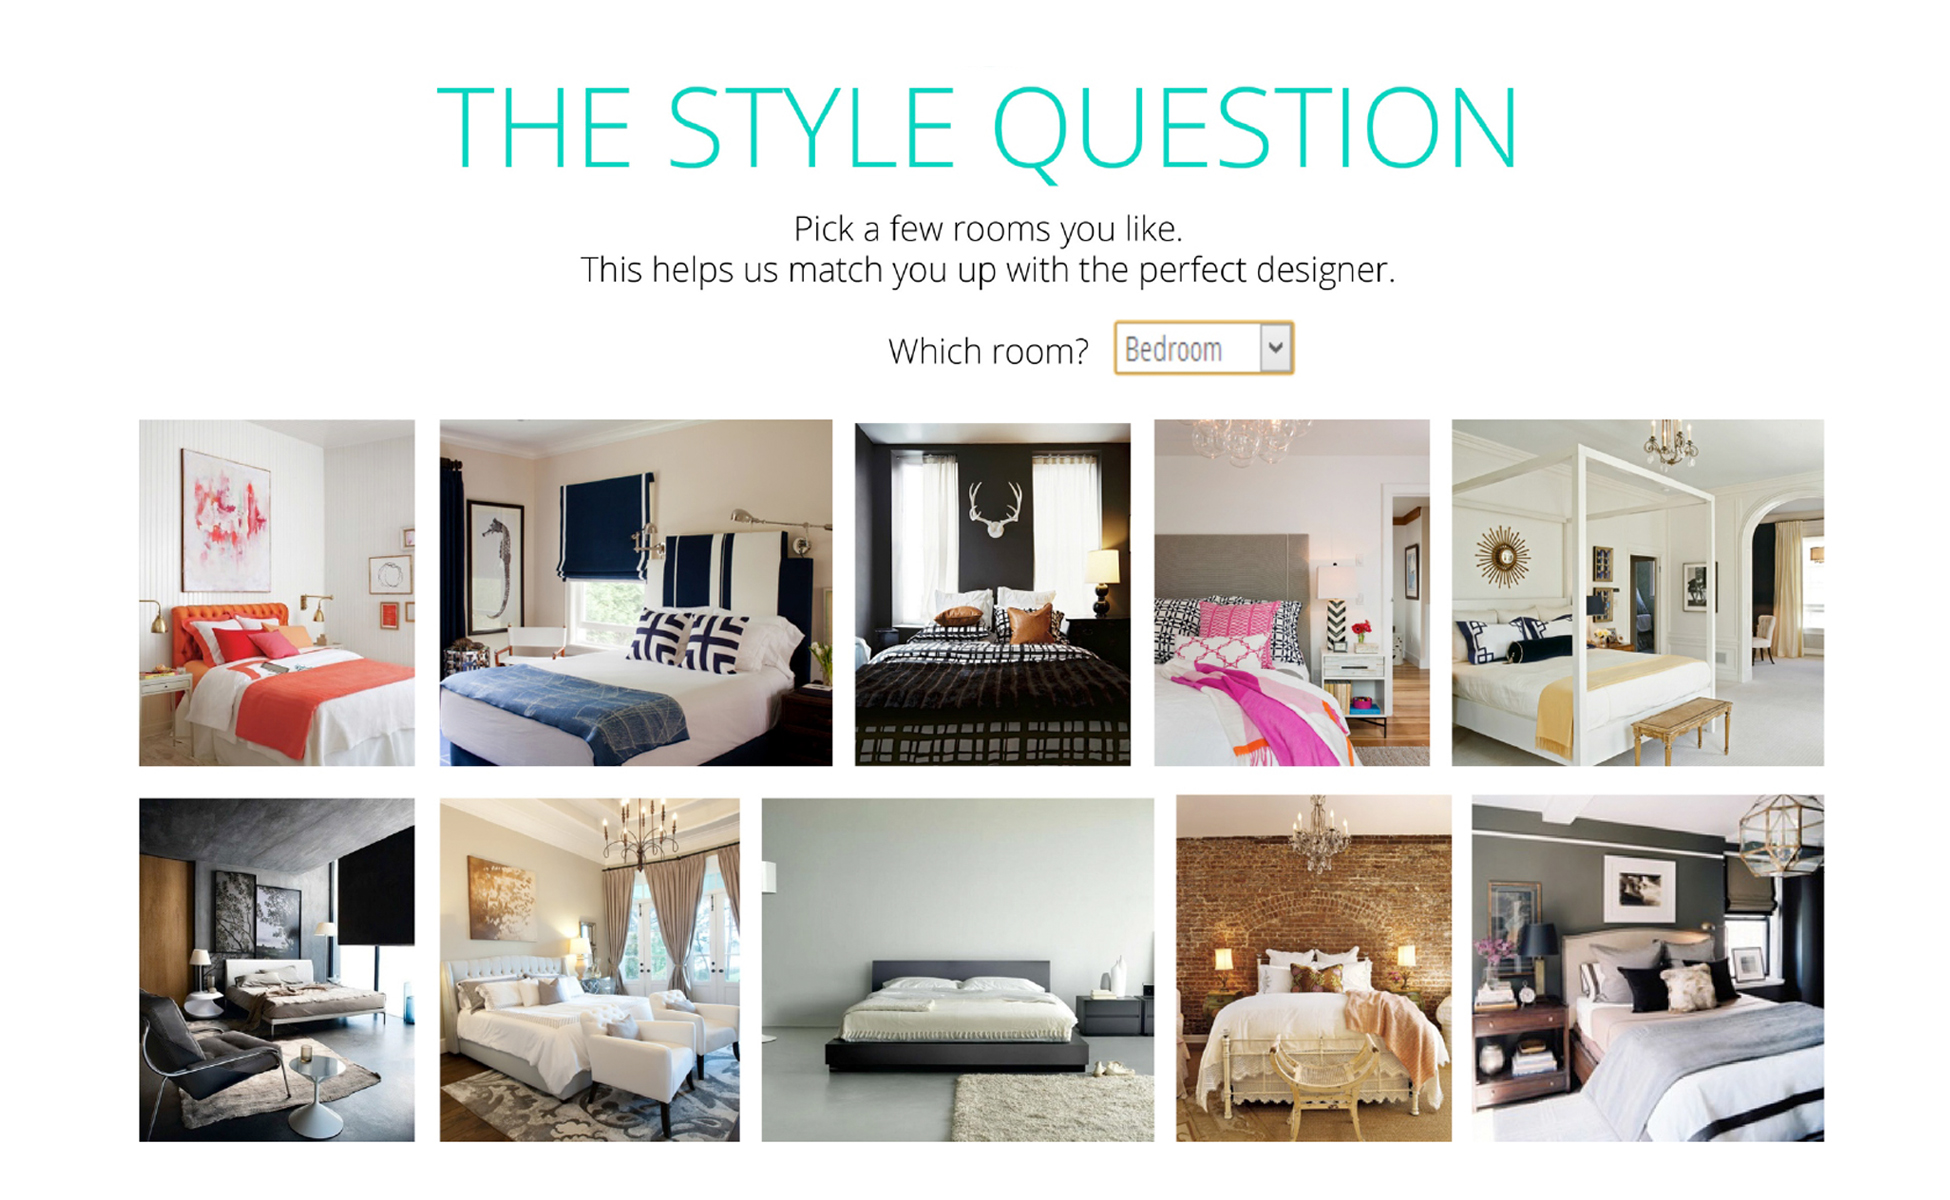 THE STYLE QUESTION
Pick a few rooms you like.
This helps us match you up with the perfect designer.
Which room? Bedroom